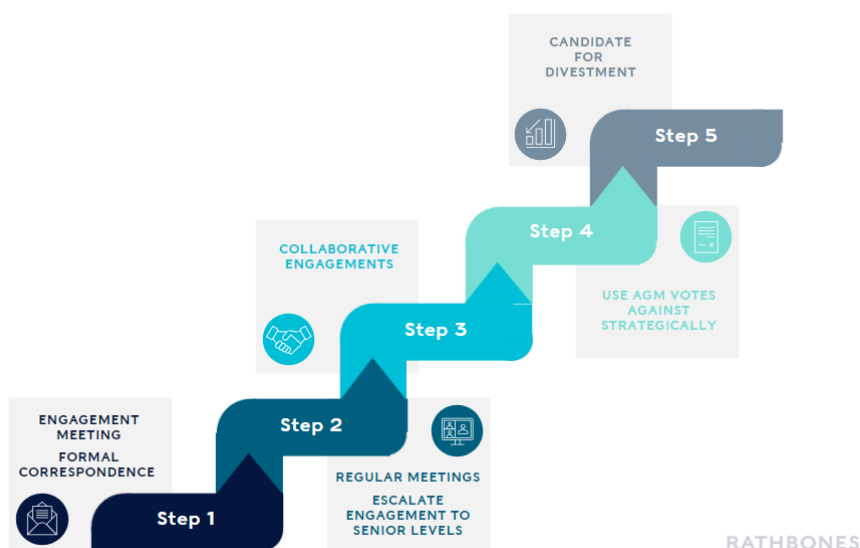 CANDIDATE
FOR
DIVESTMENT
Step 5
Step 4
USE AGM VOTES
AGAINST
STRATEGICALLY
COLLABORATIVE
ENGAGEMENTS
Step 3
Step 2
REGULAR MEETINGS
ESCALATE
ENGAGEMENT TO
SENIOR LEVELS
ENGAGEMENT
MEETING
FORMAL
CORRESPONDENCE
Step 1
RATHBONES